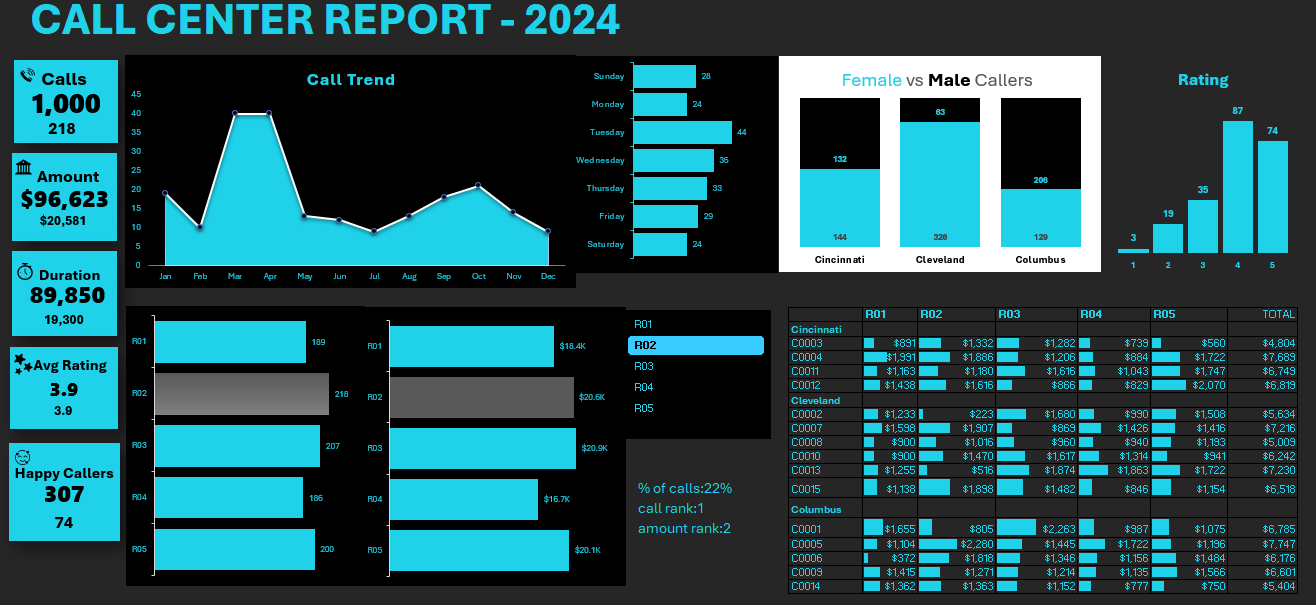 CALL CENTER REPORT - 2024
Calls
1,000
218
Amount
$96,623
$20,581
Duration
89,850
19,300
Avg Rating
3.9
3.9
Happy Callers
307
74
Call Trend
45
40
35
30
25
20
15
10
5
0
Jan Feb Mar Apr May Jun Jul Aug Sep Oct Nov Dec
Sunday 28
Monday 24
Tuesday 44
Wednesday 36
Thursday 33
Friday 29
Saturday 24
Female vs Male Callers
132 63 206
144 326 129
Cincinnati Cleveland Columbus
Rating
3 19 35 87 74
1 2 3 4 5
R01 189
R02 218
R03 207
R04 186
R05 200
R01 $18.4K
R02 $20.6K
R03 $20.9K
R04 $16.7K
R05 $20.1K
R01
R02
R03
R04
R05
% of calls:22%
call rank:1
amount rank:2
R01 R02 R03 R04 R05 TOTAL
Cincinnati
C0003 $891 $1,332 $1,282 $739 $560 $4,804
C0004 $1,991 $1,886 $1,206 $884 $1,722 $7,689
C0011 $1,163 $1,180 $1,616 $1,043 $1,747 $6,749
C0012 $1,438 $1,616 $866 $829 $2,070 $6,819
Cleveland
C0002 $1,233 $223 $1,680 $990 $1,508 $5,634
C0007 $1,598 $1,907 $869 $1,426 $1,416 $7,216
C0008 $900 $1,016 $960 $940 $1,193 $5,009
C0010 $900 $1,470 $1,617 $1,314 $941 $6,242
C0013 $1,255 $516 $1,874 $1,863 $1,722 $7,230
C0015 $1,138 $1,898 $1,482 $846 $1,154 $6,518
Columbus
C0001 $1,655 $805 $2,263 $987 $1,075 $6,785
C0005 $1,104 $2,280 $1,445 $1,722 $1,196 $7,747
C0006 $372 $1,818 $1,346 $1,156 $1,484 $6,176
C0009 $1,415 $1,271 $1,214 $1,135 $1,566 $6,601
C0014 $1,362 $1,363 $1,152 $777 $750 $5,404